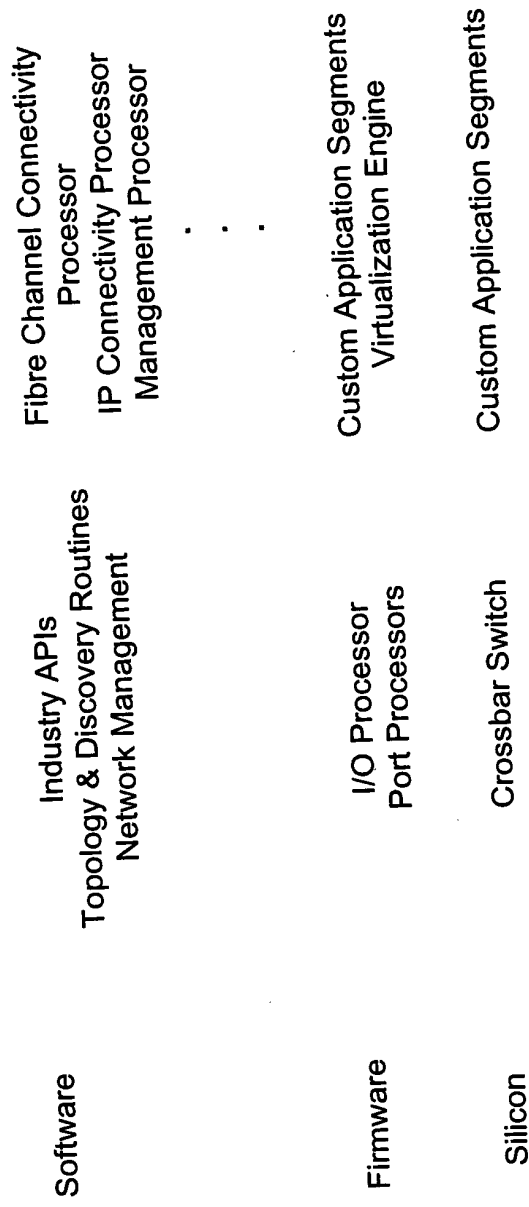 Software
Industry APIs
Topology & Discovery Routines
Network Management
Fibre Channel Connectivity
Processor
IP Connectivity Processor
Management Processor
.
.
.
Firmware
I/O Processor
Port Processors
Custom Application Segments
Virtualization Engine
Silicon
Crossbar Switch
Custom Application Segments